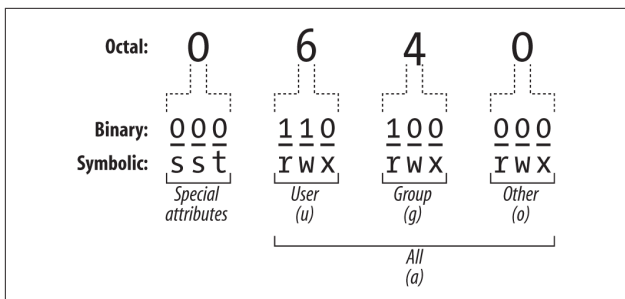 Octal: 0 6 4 0
Binary: 000 110 100 000
Symbolic: sst rwx rwx rwx
Special User Group Other
attributes (u) (g) (o)
All
(a)